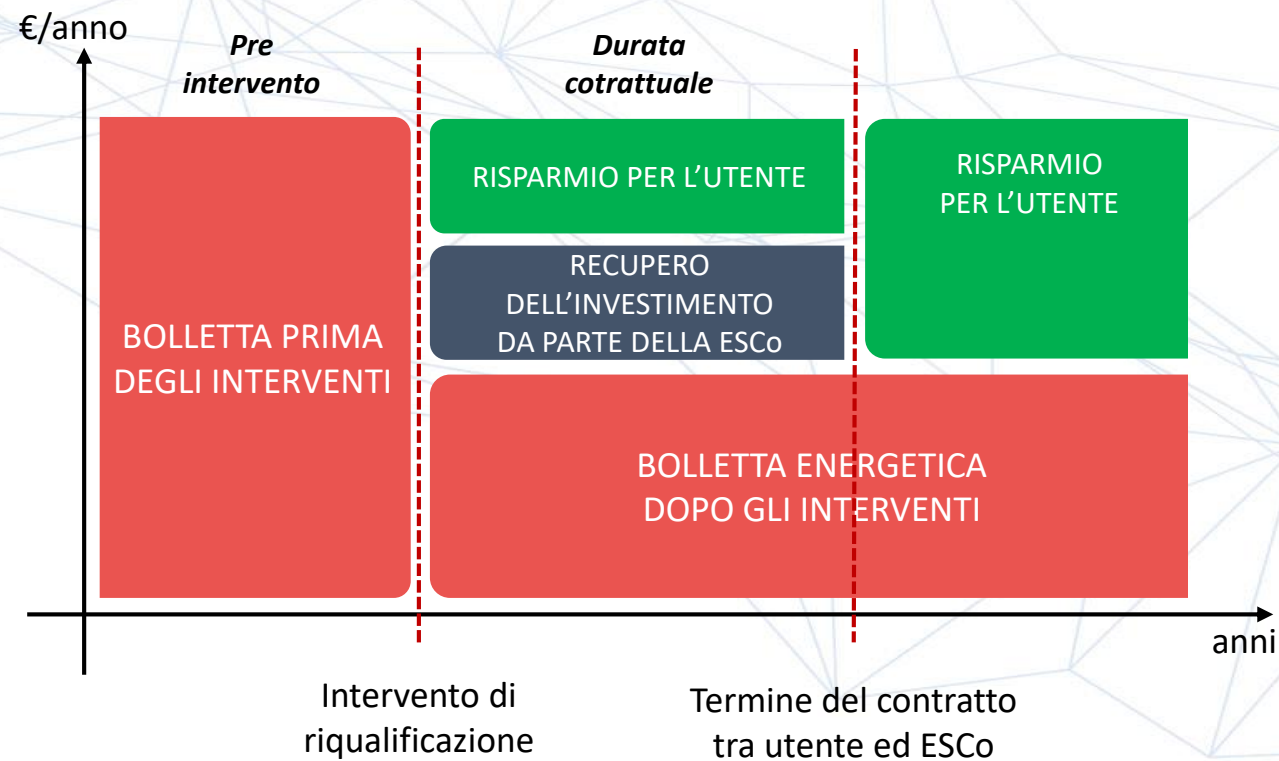 €/anno
Pre
intervento
Durata
cotrattuale
BOLLETTA PRIMA
DEGLI INTERVENTI
RISPARMIO PER L’UTENTE
RECUPERO
DELL’INVESTIMENTO
DA PARTE DELLA ESCo
RISPARMIO
PER L’UTENTE
BOLLETTA ENERGETICA
DOPO GLI INTERVENTI
anni
Intervento di
riqualificazione
Termine del contratto
tra utente ed ESCo